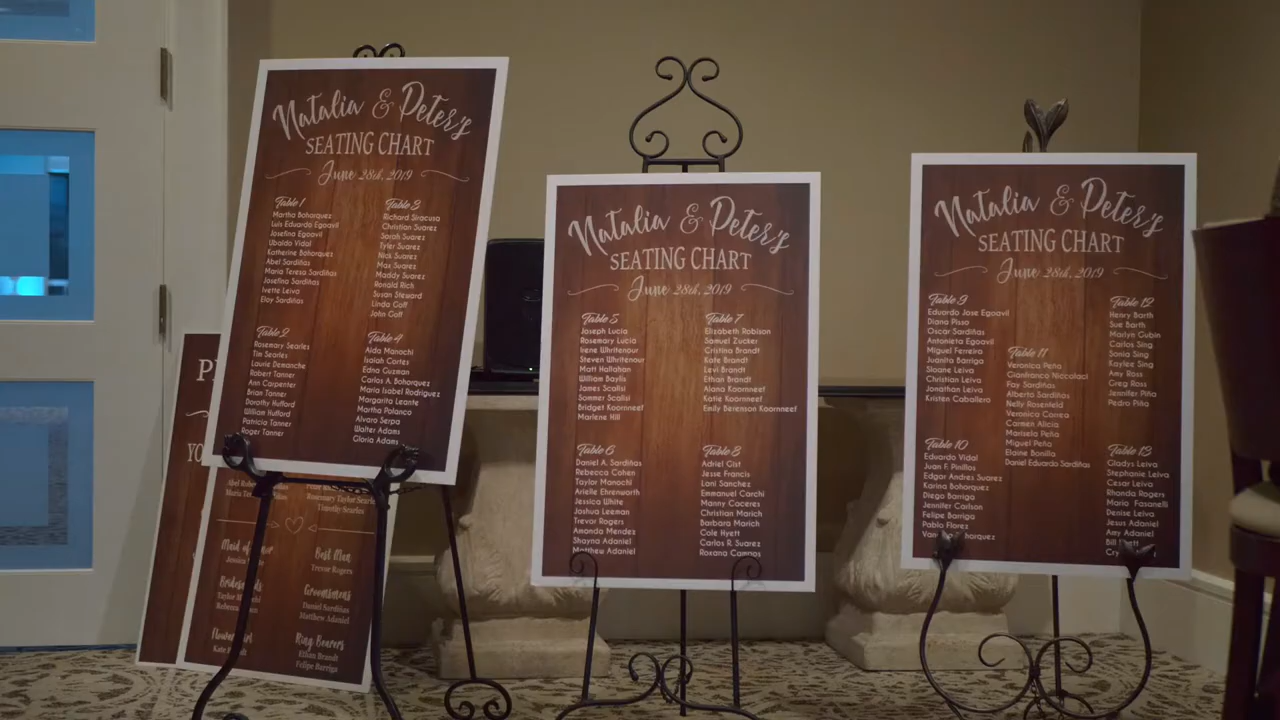 Natalia & Peter's
SEATING CHART
June 28th, 2019
Table 1
Martha Bohorquez
Luis Eduardo Egoavil
Josefina Egoavil
Ubaldo Vidal
Katherine Bohorquez
Abel Sardiñas
Maria Teresa Sardiñas
Josefina Sardiñas
Ivette Leiva
Eloy Sardiñas
Table 2
Rosemary Searles
Tim Searles
Laurie Demanche
Robert Tanner
Ann Carpenter
Brian Tanner
Dorothy Hufford
William Hufford
Patricia Tanner
Roger Tanner
Table 3
Richard Siracusa
Christian Suarez
Sarah Suarez
Tyler Suarez
Nick Suarez
Max Suarez
Maddy Suarez
Ronald Rich
Susan Steward
Linda Goff
John Goff
Table 4
Aida Manochi
Isaiah Cortes
Edna Guzman
Carlos A. Bohorquez
Maria Isabel Rodriguez
Margarita Leante
Martha Polanco
Alvaro Serpa
Walter Adams
Gloria Adams
Natalia & Peter's
SEATING CHART
June 28th, 2019
Table 5
Joseph Lucia
Rosemary Lucia
Irene Whritenour
Steven Whritenour
Matt Hallahan
William Baylis
James Scalisi
Sommer Scalisi
Bridget Koornneef
Marlene Hill
Table 6
Daniel A. Sardiñas
Rebecca Cohen
Taylor Manochi
Arielle Ehrenworth
Jessica White
Joshua Leeman
Trevor Rogers
Amanda Mendez
Shayna Adaniel
Matthew Adaniel
Table 7
Elizabeth Robison
Samuel Zucker
Cristina Brandt
Kate Brandt
Levi Brandt
Ethan Brandt
Alana Koornneef
Katie Koornneef
Emily Berenson Koornneef
Table 8
Adriel Gist
Jesse Francis
Lani Sanchez
Emmanuel Carchi
Manny Caceres
Christian Marich
Barbara Marich
Cole Hyett
Carlos R. Suarez
Roxana Campos
Natalia & Peter's
SEATING CHART
June 28th, 2019
Table 9
Eduardo Jose Egoavil
Diana Pisso
Oscar Sardiñas
Antonieta Egoavil
Miguel Ferreira
Juanita Barriga
Sloane Leiva
Christian Leiva
Jonathan Leiva
Kristen Caballero
Table 10
Eduardo Vidal
Juan F. Pinillos
Edgar Andres Suarez
Karina Bohorquez
Diego Barriga
Jennifer Carlson
Felipe Barriga
Pablo Florez
Table 11
Veronica Peña
Gianfranco Niccolaci
Fay Sardiñas
Alberto Sardiñas
Nelly Rosenfeld
Veronica Correa
Carmen Alicia
Marisela Peña
Miguel Peña
Elaine Bonilla
Daniel Eduardo Sardiñas
Table 12
Henry Barth
Sue Barth
Martyn Gubin
Carlos Sing
Sonia Sing
Kaylee Sing
Amy Ross
Greg Ross
Jennifer Piña
Pedro Piña
Table 13
Gladys Leiva
Stephanie Leiva
Cesar Leiva
Rhonda Rogers
Mario Fasanelli
Denise Leiva
Jesus Adaniel
Amy Adaniel
Bill
Rosemary Taylor Searles
Timothy Searles
Maid of
Jessica
Best Man
Trevor Rogers
Taylor
Groomsmen
Daniel Sardiñas
Matthew Adaniel
Kate
Ring Bearers
Ethan Brandt
Felipe Barriga